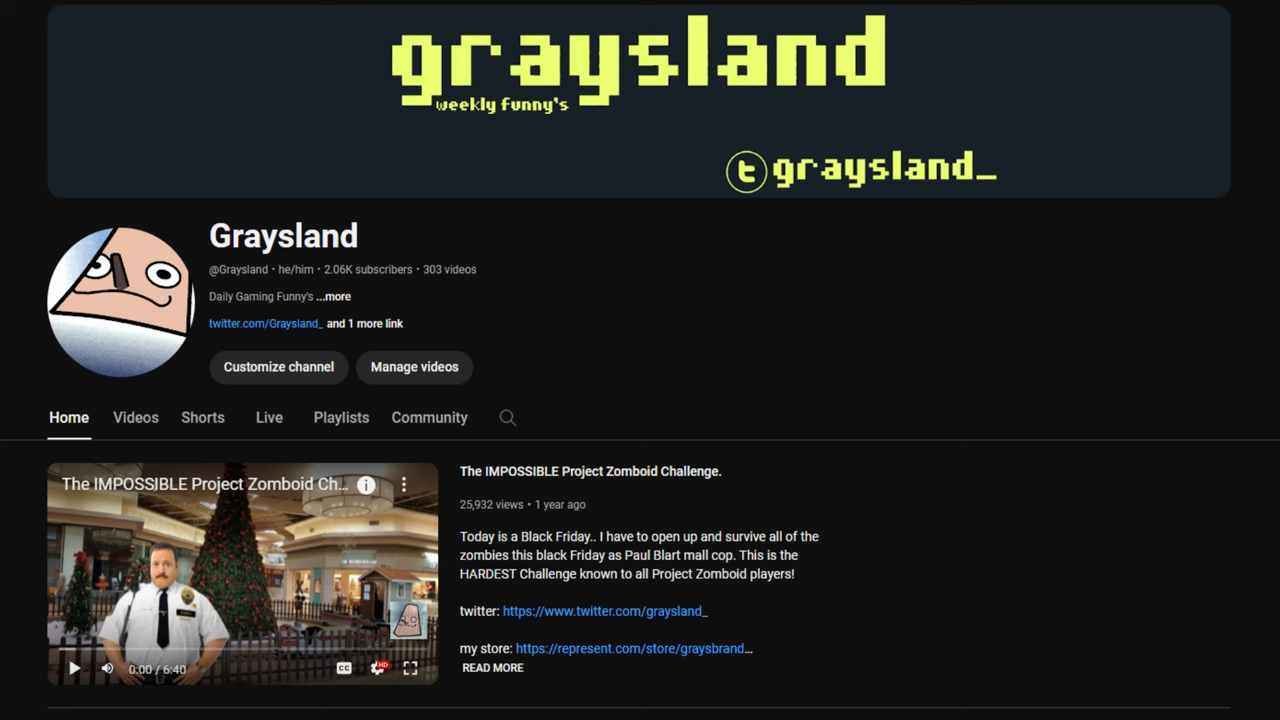 graysland
weekly funny's
t graysland_
Graysland
@Graysland • he/him • 2.06K subscribers • 303 videos
Daily Gaming Funny's ...more
twitter.com/Graysland_ and 1 more link
Customize channel Manage videos
Home Videos Shorts Live Playlists Community
The IMPOSSIBLE Project Zomboid Ch...
0:00 / 6:40
CC HD
The IMPOSSIBLE Project Zomboid Challenge.
25,932 views • 1 year ago
Today is a Black Friday.. I have to open up and survive all of the
zombies this black Friday as Paul Blart mall cop. This is the
HARDEST Challenge known to all Project Zomboid players!
twitter: https://www.twitter.com/graysland_
my store: https://represent.com/store/graysbrand...
READ MORE